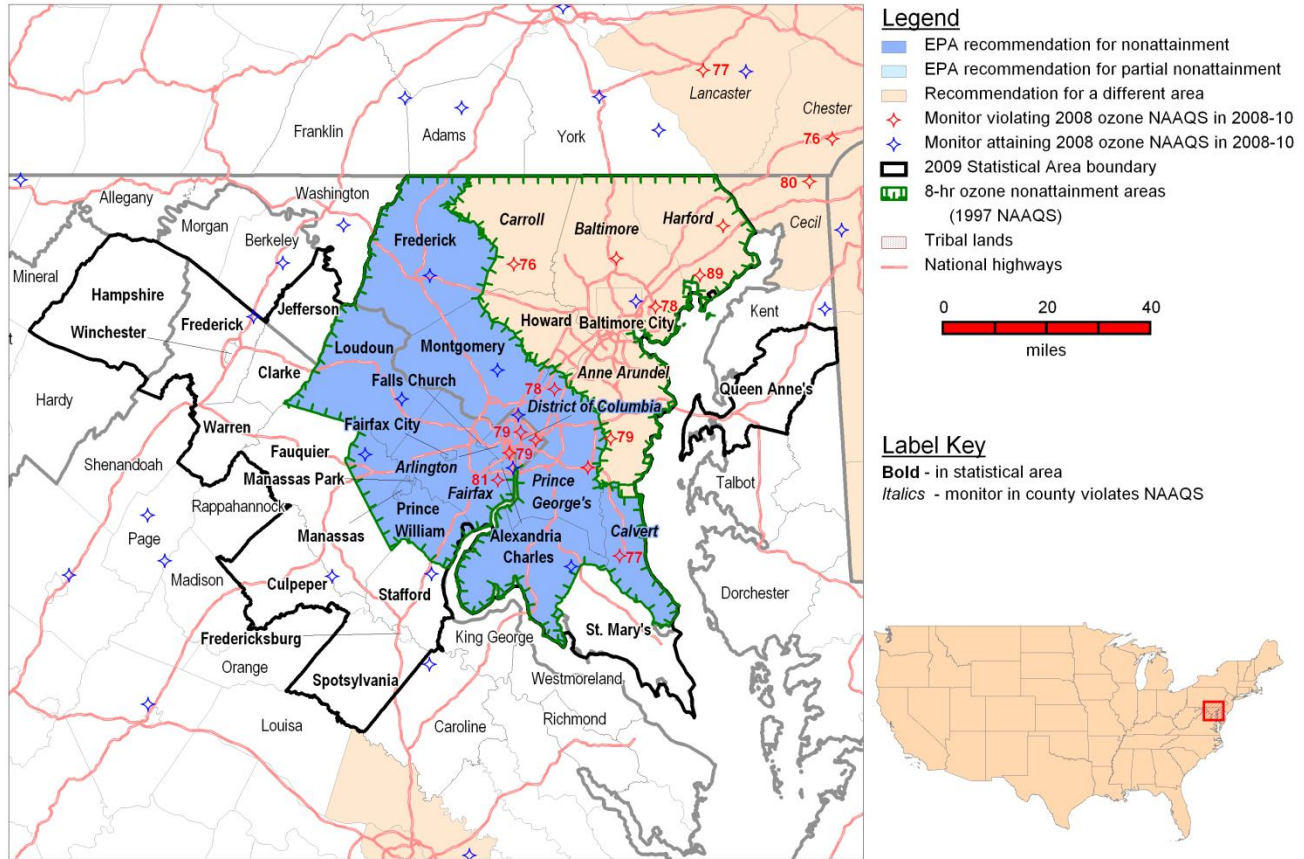 77
Lancaster
Franklin
Adams
York
Chester
76
80
Allegany
Washington
Morgan
Berkeley
Carroll
Baltimore
Harford
Cecil
Mineral
Frederick
76
89
Hampshire
Jefferson
78
Kent
Winchester
Frederick
Howard
Baltimore City
Loudoun
Montgomery
Clarke
Falls Church
Anne Arundel
Queen Anne's
Hardy
78
District of Columbia
Warren
Fairfax City
79
79
79
Fauquier
Arlington
Shenandoah
Manassas Park
81
Fairfax
Prince
George's
Talbot
Rappahannock
Prince
William
Page
Manassas
Alexandria
Calvert
Charles
77
Madison
Culpeper
Stafford
Dorchester
Fredericksburg
King George
St. Mary's
Orange
Spotsylvania
Westmoreland
Louisa
Caroline
Richmond
t
Legend
EPA recommendation for nonattainment
EPA recommendation for partial nonattainment
Recommendation for a different area
Monitor violating 2008 ozone NAAQS in 2008-10
Monitor attaining 2008 ozone NAAQS in 2008-10
2009 Statistical Area boundary
8-hr ozone nonattainment areas
(1997 NAAQS)
Tribal lands
National highways
0 20 40
miles
Label Key
Bold - in statistical area
Italics - monitor in county violates NAAQS